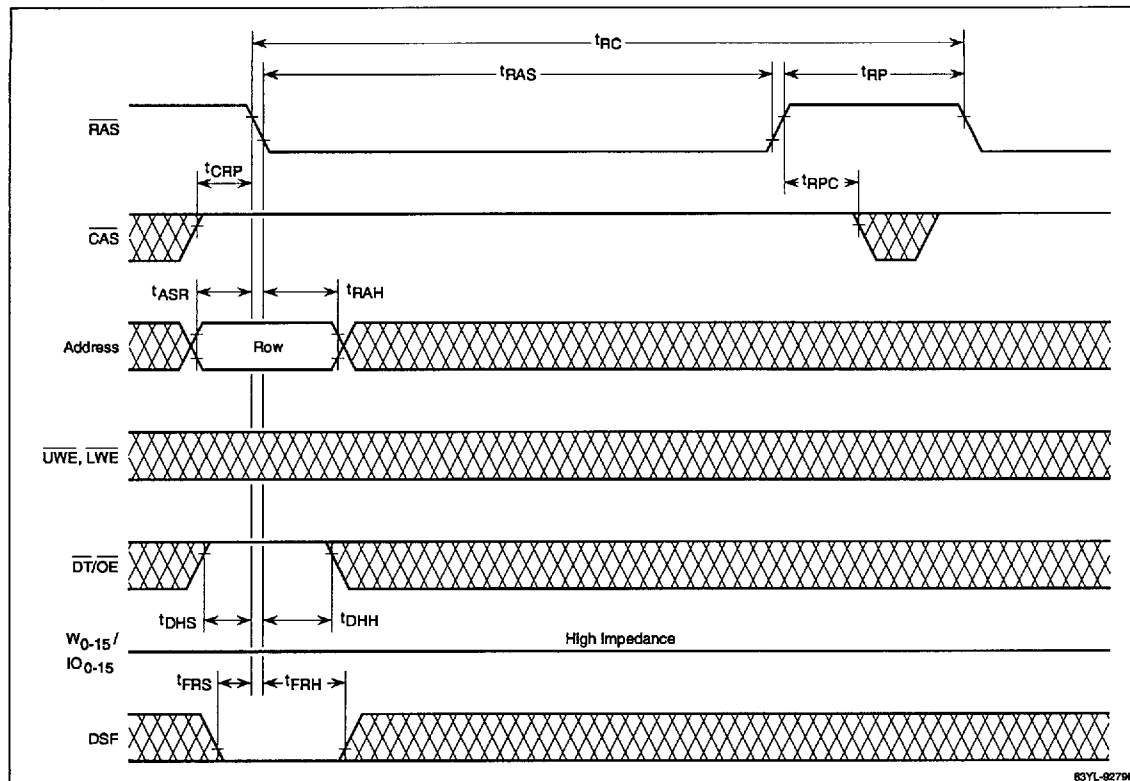 tRC
tRAS
tRP
RAS
tCRP
tRPC
CAS
tASR
tRAH
Address
Row
UWE, LWE
DT/OE
tDHS
tDHH
W0-15 /
IO0-15
High Impedance
tFRS
tFRH
DSF